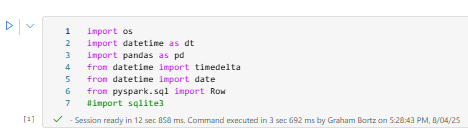 1 import os
2 import datetime as dt
3 import pandas as pd
4 from datetime import timedelta
5 from datetime import date
6 from pyspark.sql import Row
7 #import sqlite3
[1] - Session ready in 12 sec 858 ms. Command executed in 3 sec 692 ms by Graham Bortz on 5:28:43 PM, 8/04/25